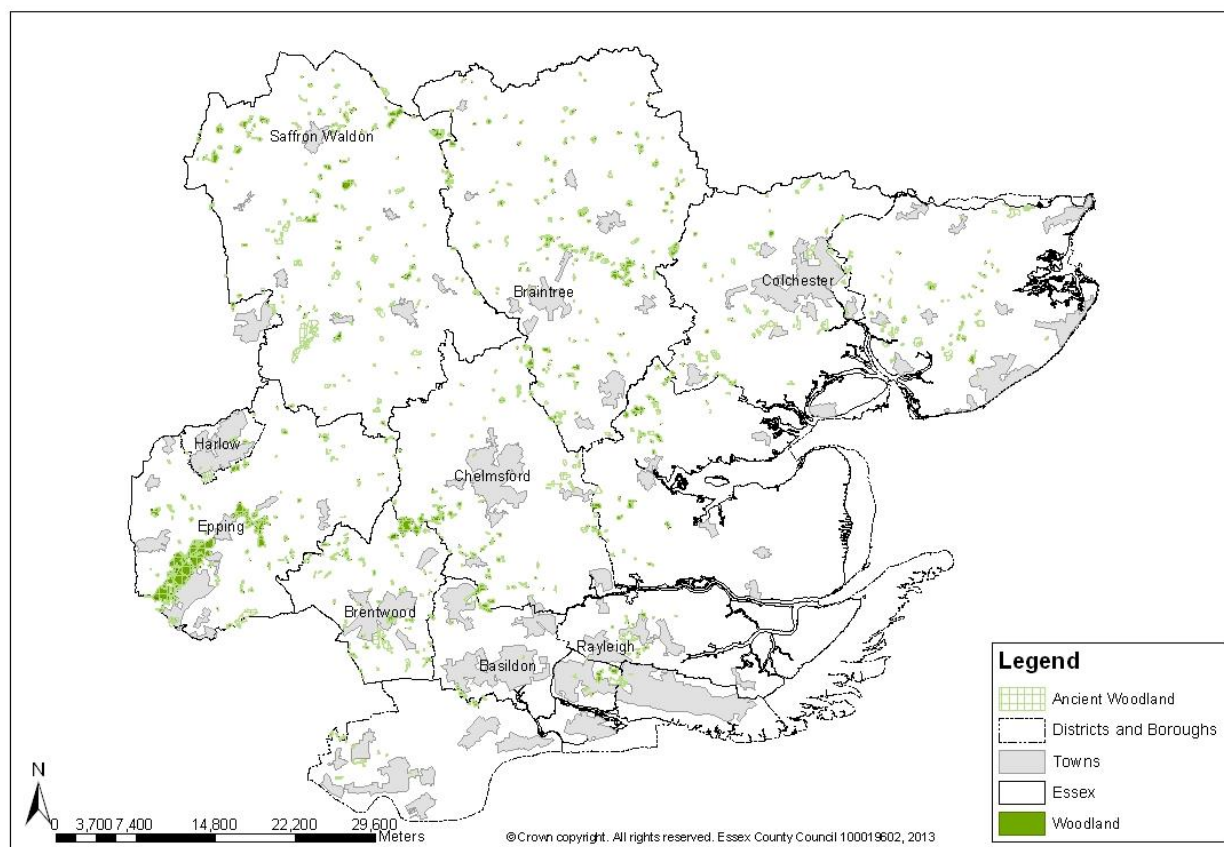 Saffron Waldon
Colchester
Braintree
Harlow
Chelmsford
Epping
Brentwood
Rayleigh
Basildon
Legend
Ancient Woodland
Districts and Boroughs
Towns
Essex
Woodland
N
0 3,700 7,400 14,800 22,200 29,600
Meters
©Crown copyright. All rights reserved. Essex County Council 100019602, 2013